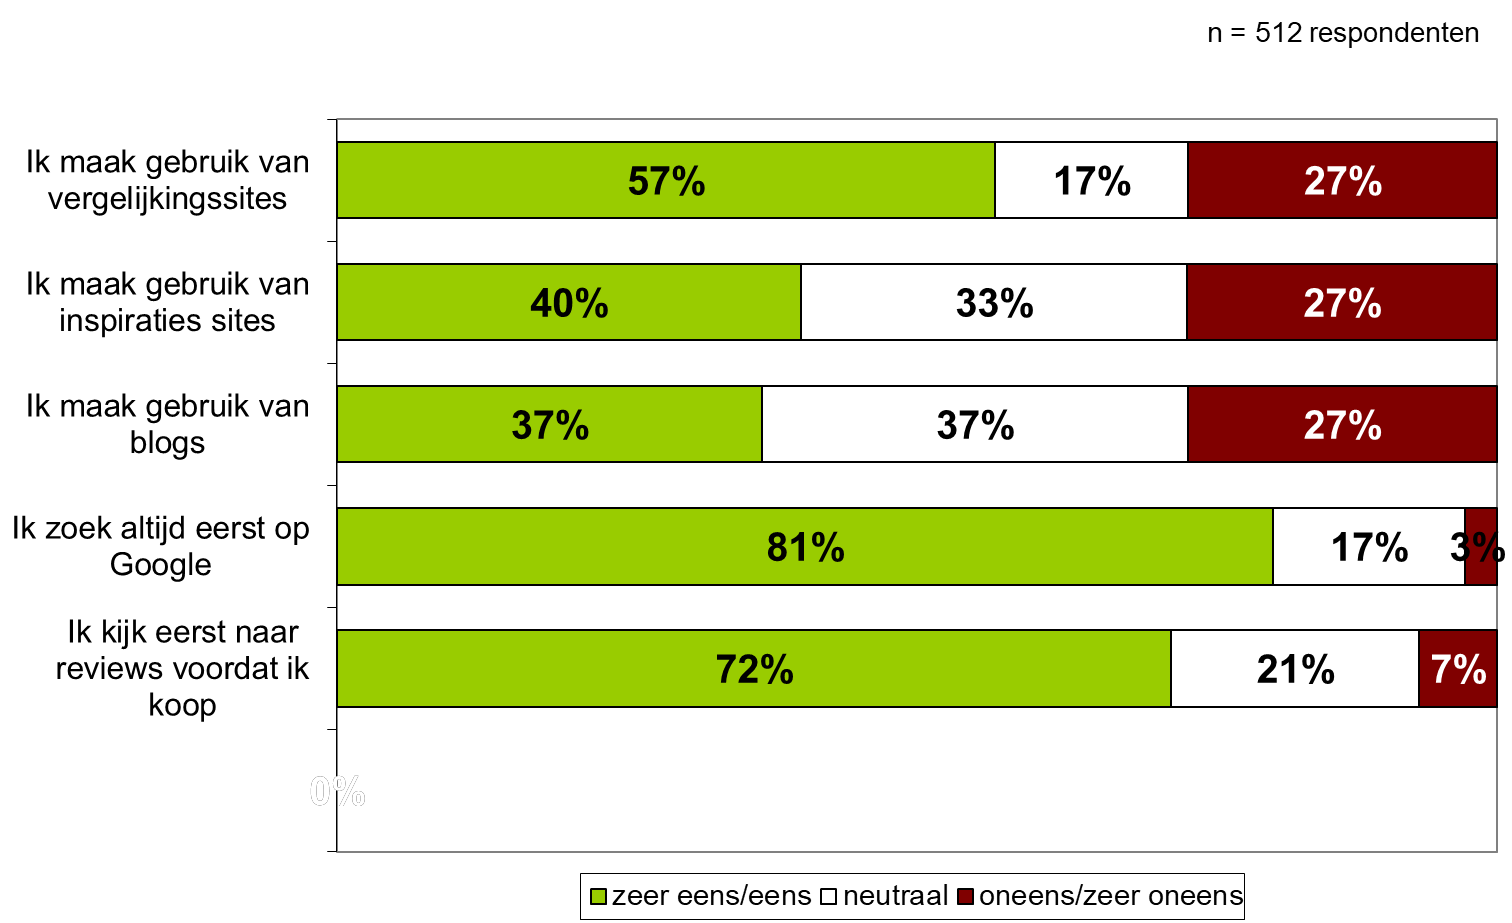 n = 512 respondenten
Ik maak gebruik van
vergelijkingssites
57%
17%
27%
Ik maak gebruik van
inspiraties sites
40%
33%
27%
Ik maak gebruik van
blogs
37%
37%
27%
Ik zoek altijd eerst op
Google
81%
17%
3%
Ik kijk eerst naar
reviews voordat ik
koop
72%
21%
7%
0%
zeer eens/eens
neutraal
oneens/zeer oneens